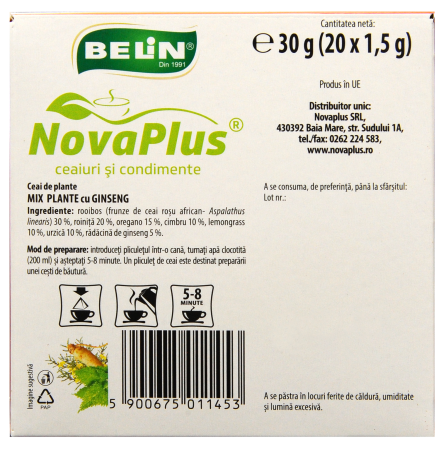 BELiN®
Din 1991
NovaPlus®
ceaiuri și condimente
Ceai de plante
MIX PLANTE cu GINSENG
Ingrediente: rooibos (frunze de ceai roșu african- Aspalathus
linearis) 30 %, roiniță 20 %, oregano 15 %, cimbru 10 %, lemongrass
10 %, urzică 10 %, rădăcină de ginseng 5 %.
Mod de preparare: introduceți pliculețul într-o cană, turnați apă clocotită
(200 ml) și așteptați 5-8 minute. Un pliculeț de ceai este destinat preparării
unei cești de băutură.
5-8
MINUTE
Imagine sugestivă
PAP
5 900675 011453
Cantitatea netă:
℮ 30 g (20 x 1,5 g)
Produs în UE
Distribuitor unic:
Novaplus SRL,
430392 Baia Mare, str. Sudului 1A,
tel./fax: 0262 224 583,
www.novaplus.ro
A se consuma, de preferință, până la sfârșitul:
Lot nr.:
A se păstra în locuri ferite de căldură, umiditate
și lumină excesivă.